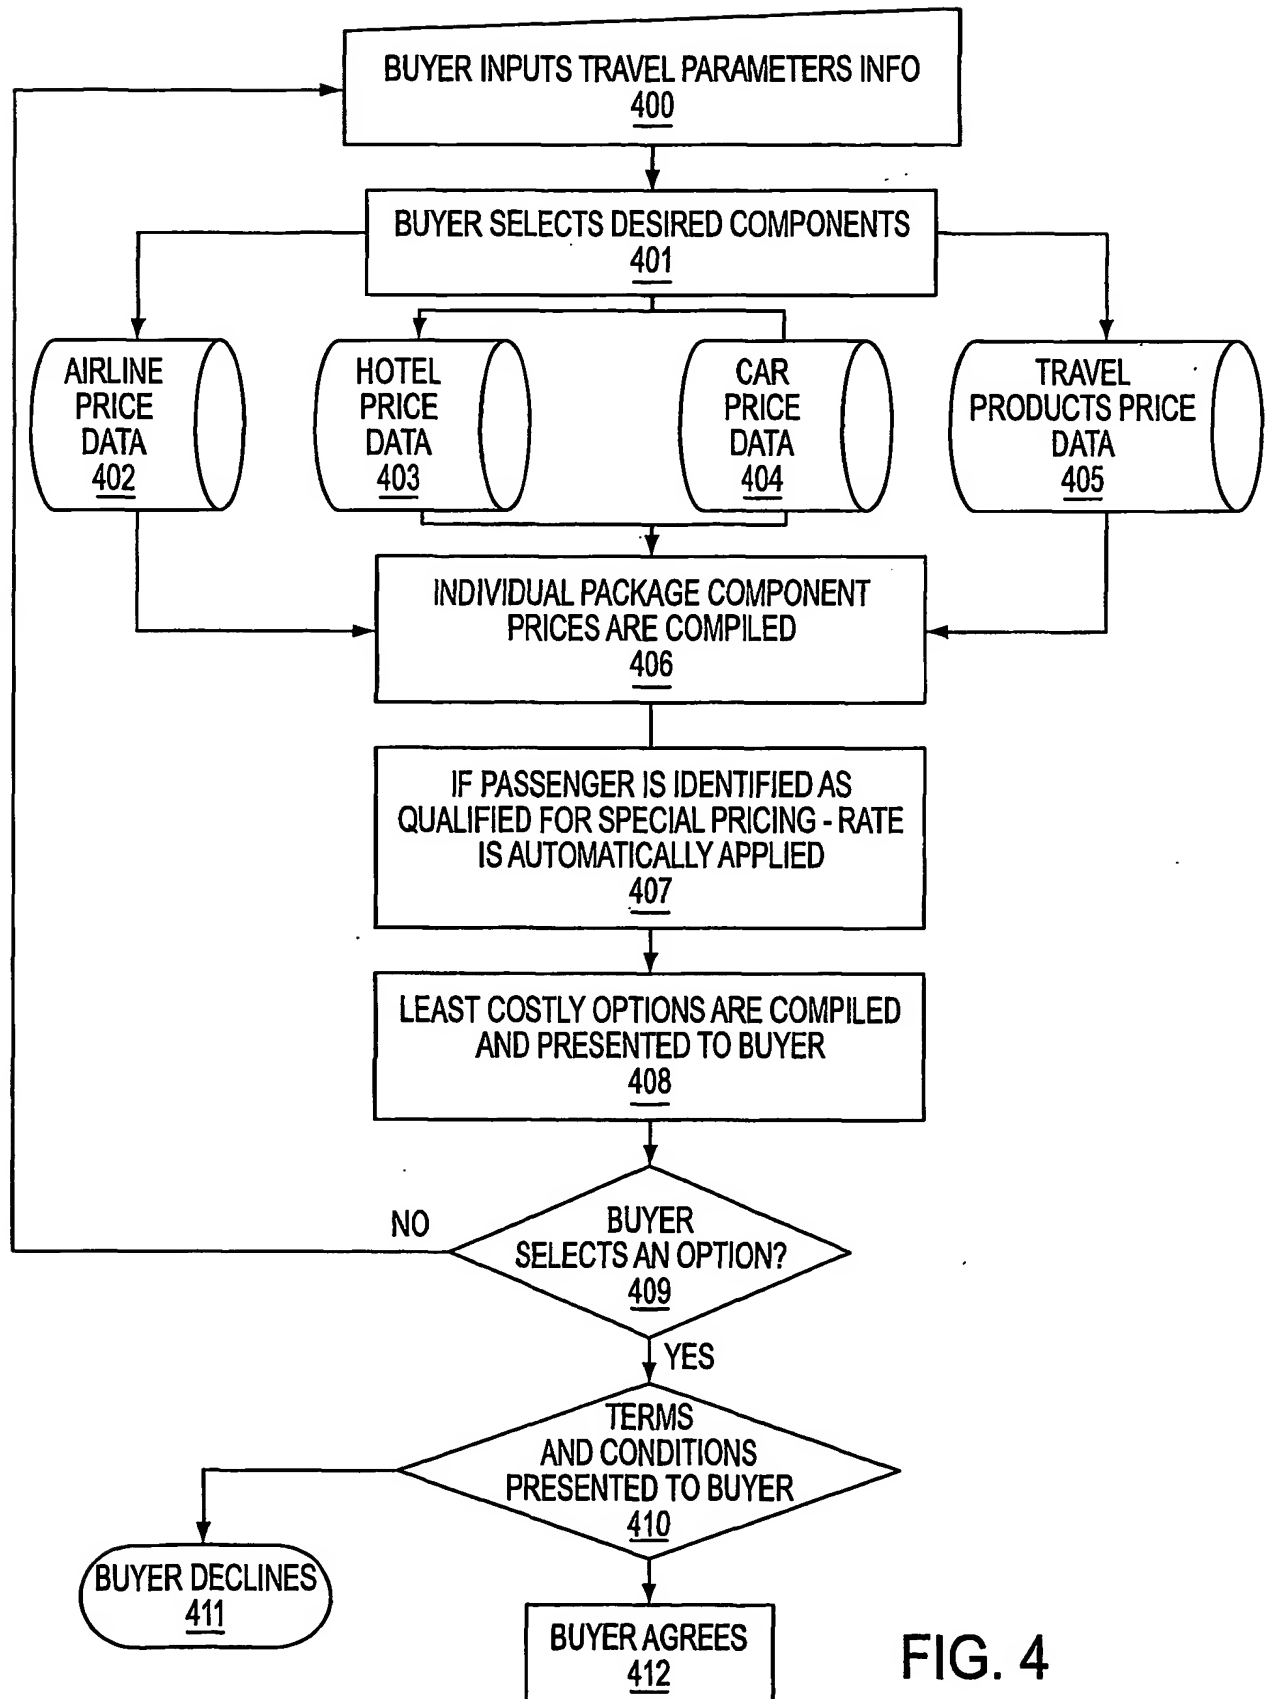 BUYER INPUTS TRAVEL PARAMETERS INFO
400
BUYER SELECTS DESIRED COMPONENTS
401
AIRLINE
PRICE
DATA
402
HOTEL
PRICE
DATA
403
CAR
PRICE
DATA
404
TRAVEL
PRODUCTS PRICE
DATA
405
INDIVIDUAL PACKAGE COMPONENT
PRICES ARE COMPILED
406
IF PASSENGER IS IDENTIFIED AS
QUALIFIED FOR SPECIAL PRICING - RATE
IS AUTOMATICALLY APPLIED
407
LEAST COSTLY OPTIONS ARE COMPILED
AND PRESENTED TO BUYER
408
NO
BUYER
SELECTS AN OPTION?
409
YES
TERMS
AND CONDITIONS
PRESENTED TO BUYER
410
BUYER DECLINES
411
BUYER AGREES
412
FIG. 4